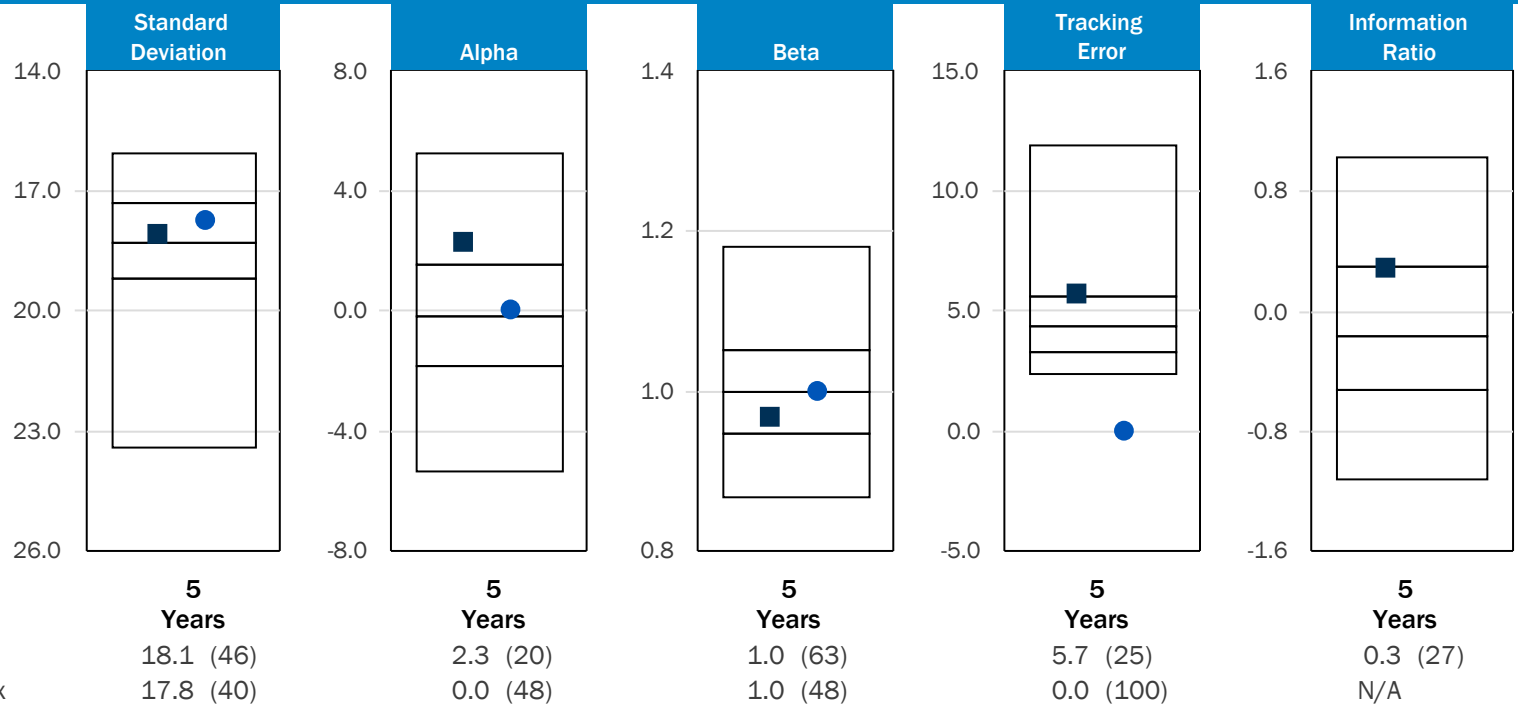 Standard
Deviation
Alpha
Beta
Tracking
Error
Information
Ratio
14.0
17.0
20.0
23.0
26.0
8.0
4.0
0.0
-4.0
-8.0
1.4
1.2
1.0
0.8
15.0
10.0
5.0
0.0
-5.0
1.6
0.8
0.0
-0.8
-1.6
5
Years
5
Years
5
Years
5
Years
5
Years
18.1 (46) 2.3 (20) 1.0 (63) 5.7 (25) 0.3 (27)
x 17.8 (40) 0.0 (48) 1.0 (48) 0.0 (100) N/A